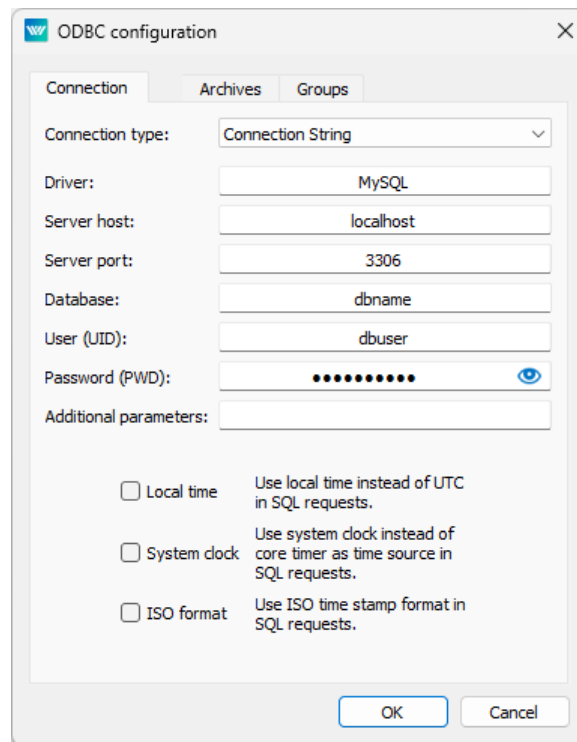 ODBC configuration
Connection Archives Groups
Connection type: Connection String
Driver: MySQL
Server host: localhost
Server port: 3306
Database: dbname
User (UID): dbuser
Password (PWD): ●●●●●●●●●●
Additional parameters:
Local time Use local time instead of UTC
in SQL requests.
System clock Use system clock instead of
core timer as time source in
SQL requests.
ISO format Use ISO time stamp format in
SQL requests.
OK Cancel